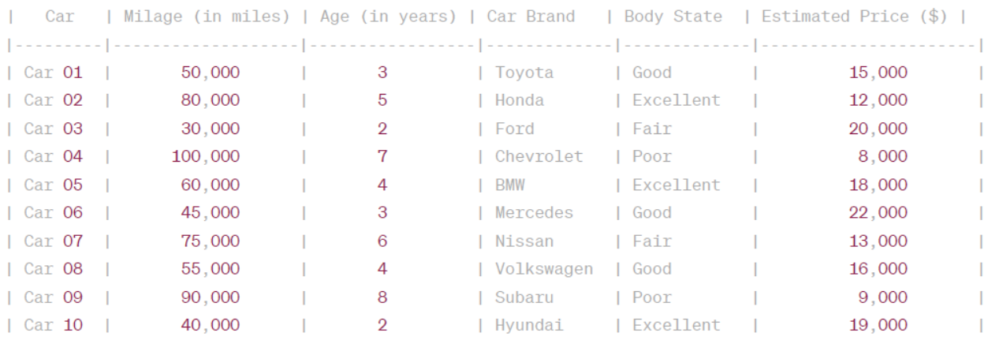 | Car | Milage (in miles) | Age (in years) | Car Brand | Body State | Estimated Price ($) |
|---------|-------------------|-----------------|-------------|-------------|----------------------|
| Car 01 | 50,000 | 3 | Toyota | Good | 15,000 |
| Car 02 | 80,000 | 5 | Honda | Excellent | 12,000 |
| Car 03 | 30,000 | 2 | Ford | Fair | 20,000 |
| Car 04 | 100,000 | 7 | Chevrolet | Poor | 8,000 |
| Car 05 | 60,000 | 4 | BMW | Excellent | 18,000 |
| Car 06 | 45,000 | 3 | Mercedes | Good | 22,000 |
| Car 07 | 75,000 | 6 | Nissan | Fair | 13,000 |
| Car 08 | 55,000 | 4 | Volkswagen | Good | 16,000 |
| Car 09 | 90,000 | 8 | Subaru | Poor | 9,000 |
| Car 10 | 40,000 | 2 | Hyundai | Excellent | 19,000 |